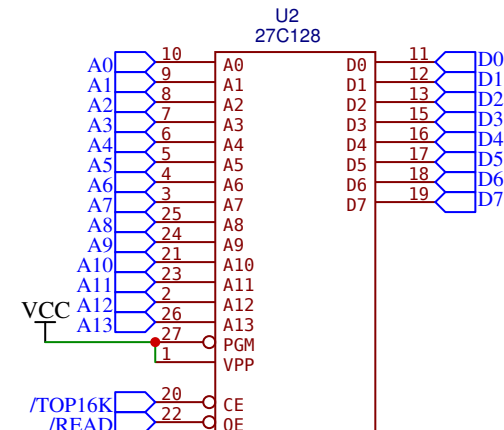 U2
27C128
A0 10 A0 D0 11 D0
A1 9 A1 D1 12 D1
A2 8 A2 D2 13 D2
A3 7 A3 D3 15 D3
A4 6 A4 D4 16 D4
A5 5 A5 D5 17 D5
A6 4 A6 D6 18 D6
A7 3 A7 D7 19 D7
A8 25 A8
A9 24 A9
A10 21 A10
A11 23 A11
A12 2 A12
A13 26 A13
VCC 27 PGM
1 VPP
/TOP16K 20 CE
/READ 22 OE